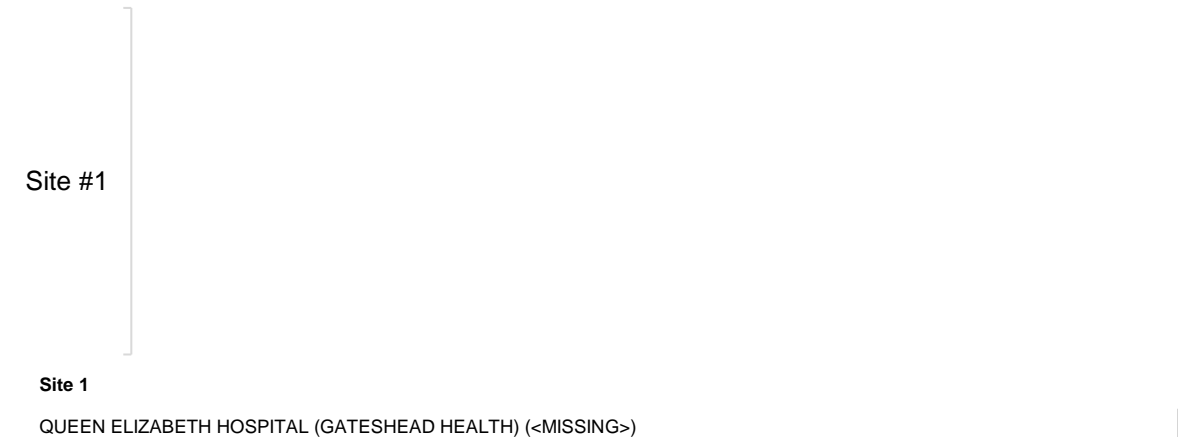 Site #1
Site 1
QUEEN ELIZABETH HOSPITAL (GATESHEAD HEALTH) (<MISSING>)